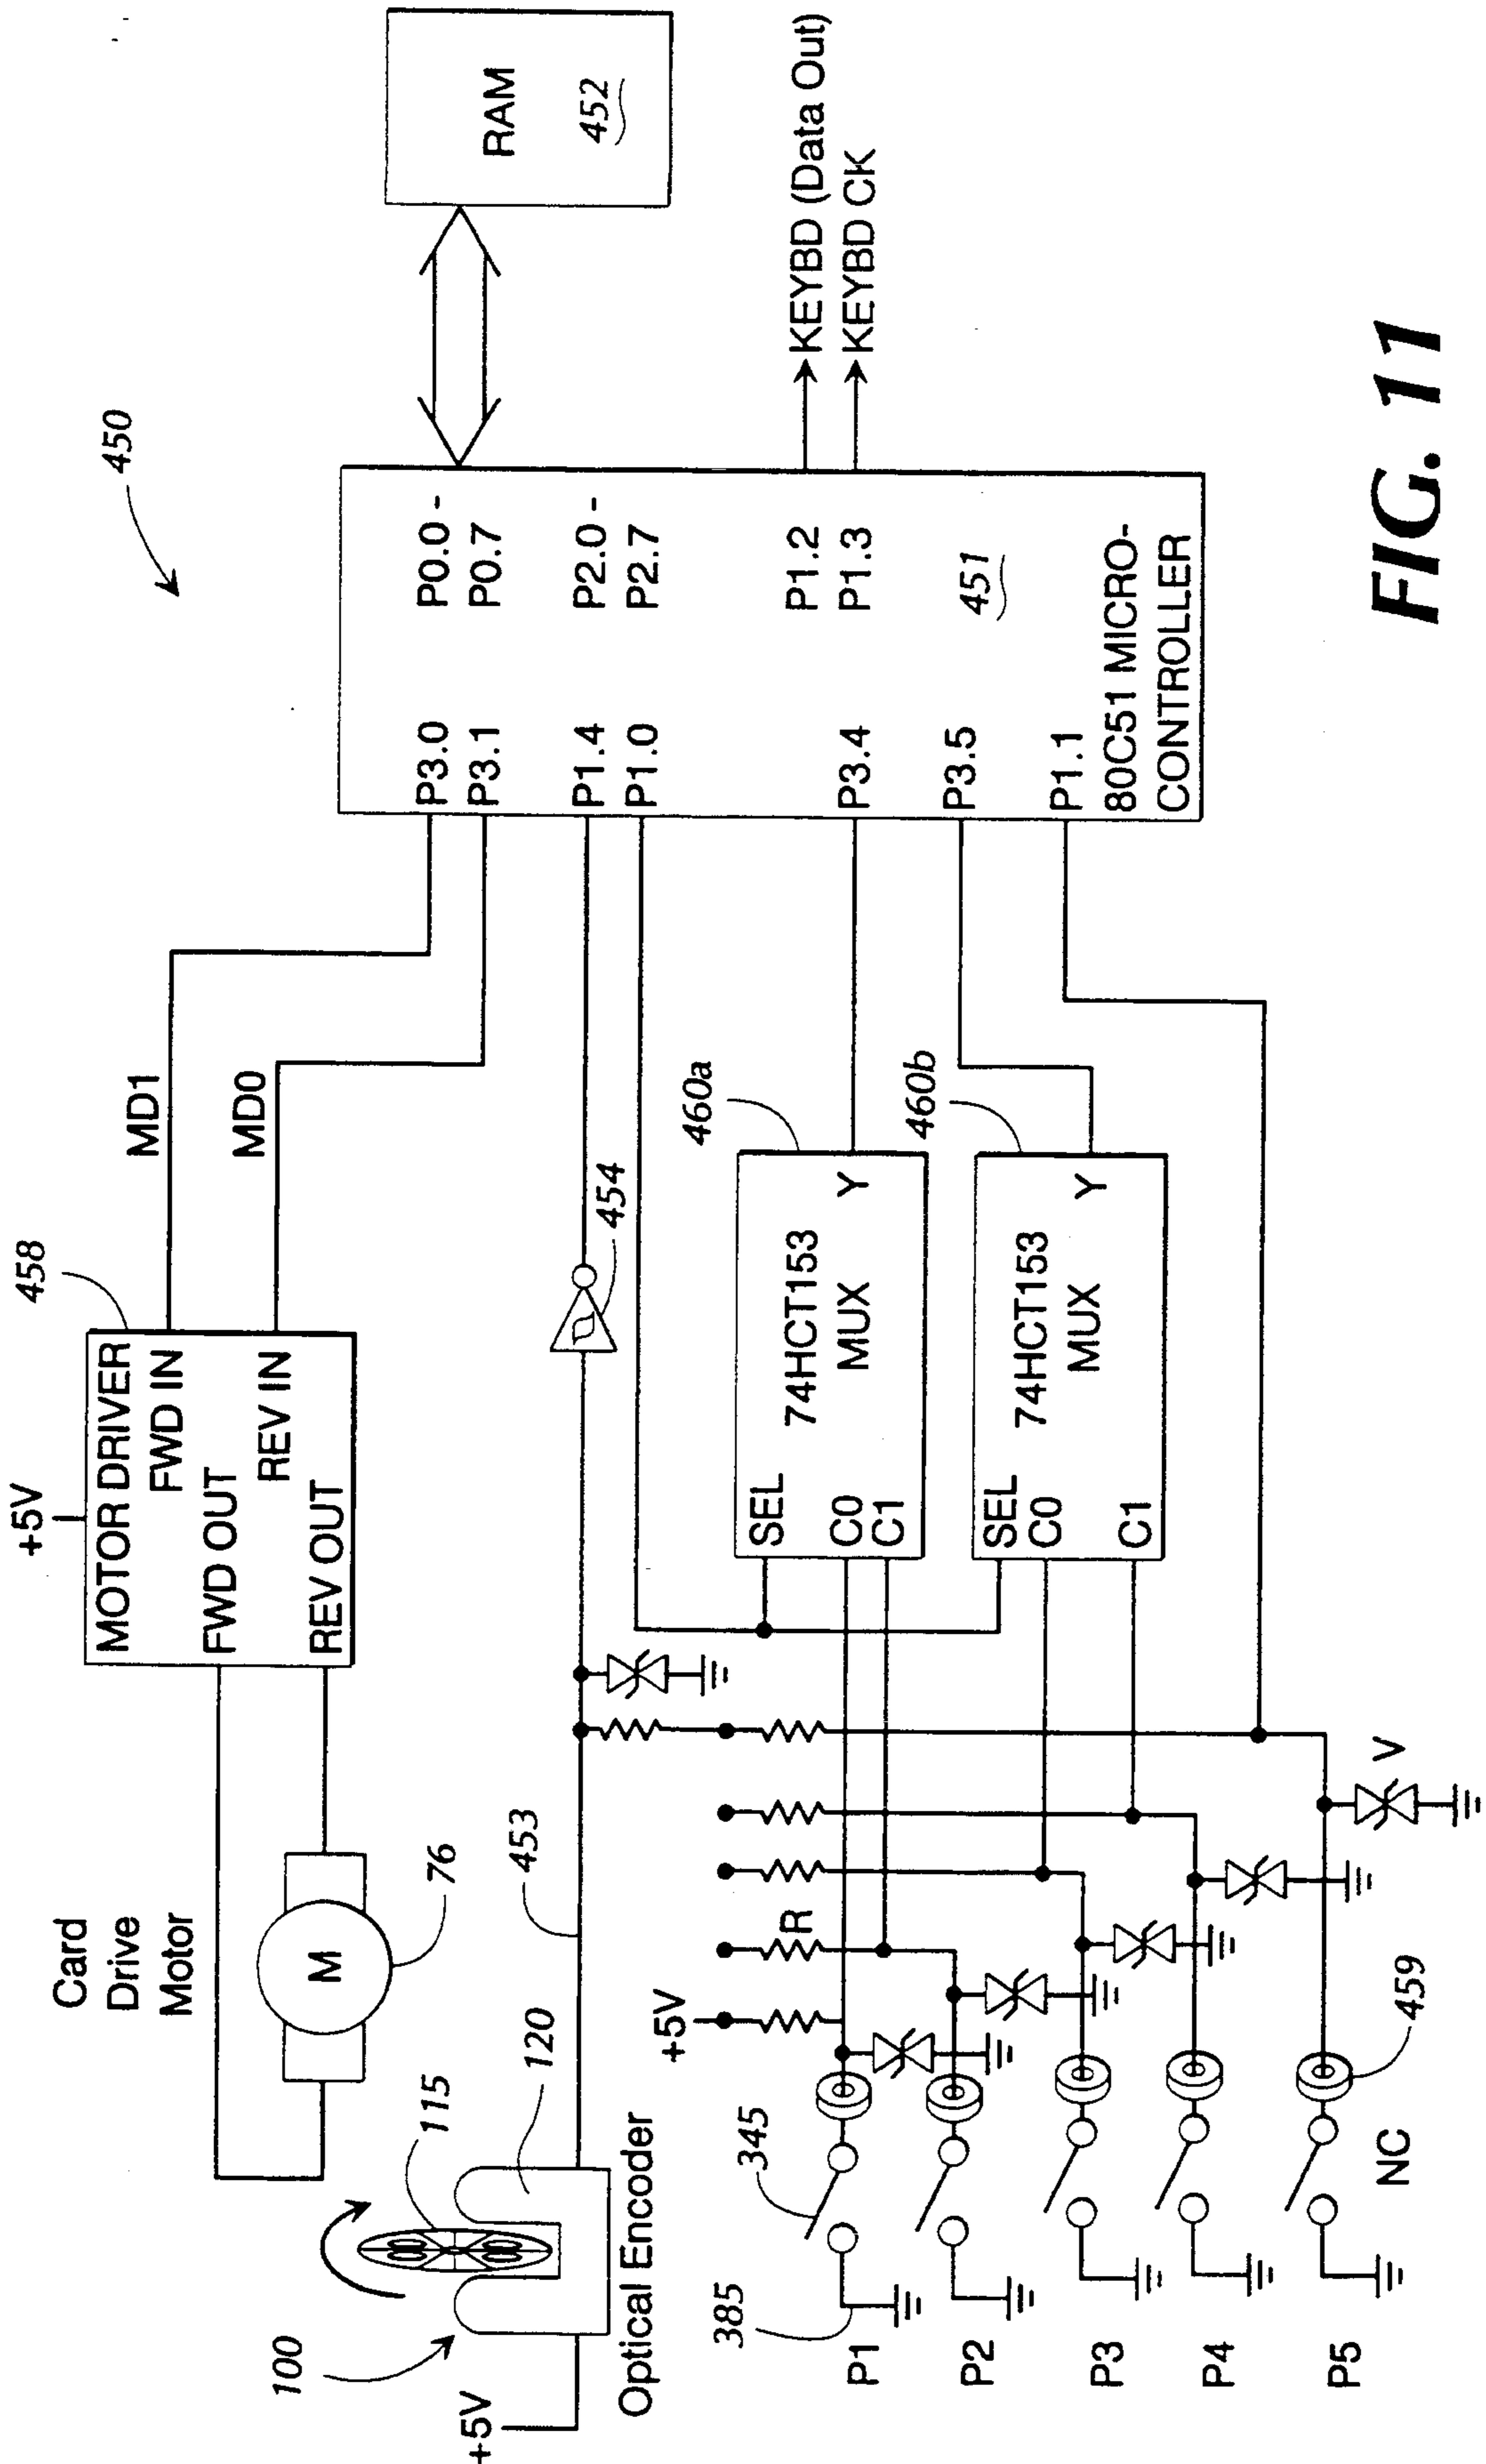 450
+5V
458
MOTOR DRIVER
FWD IN
FWD OUT
REV IN
REV OUT
MD1
MD0
Card
Drive
Motor
M
76
100
115
120
+5V
Optical Encoder
453
454
P3.0
P3.1
P1.4
P1.0
P3.4
P3.5
P1.1
P0.0 -
P0.7
P2.0 -
P2.7
P1.2
P1.3
451
80C51 MICRO-
CONTROLLER
RAM
452
KEYBD (Data Out)
KEYBD CK
460a
SEL
C0
C1
74HCT153
MUX
Y
460b
SEL
C0
C1
74HCT153
MUX
Y
+5V
R
V
345
385
P1
P2
P3
P4
P5
NC
459
FIG. 11